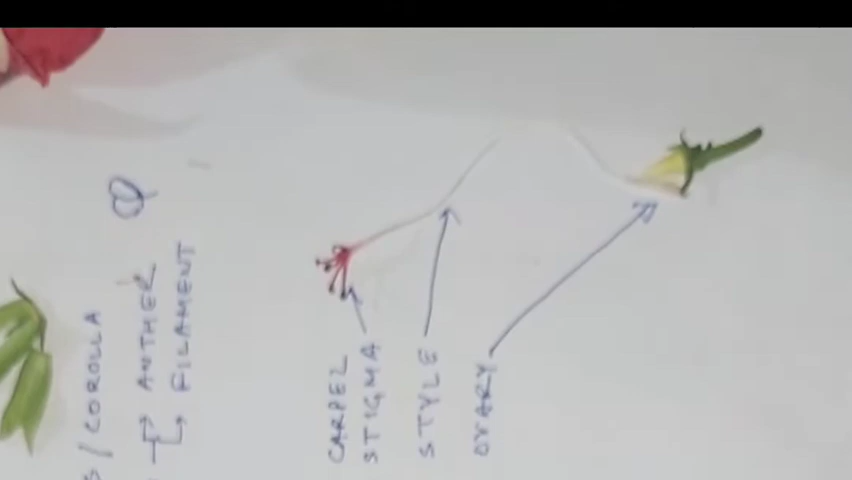 / COROLLA
ANTHER
FILAMENT
CARPEL
STIGMA
STYLE
OVARY